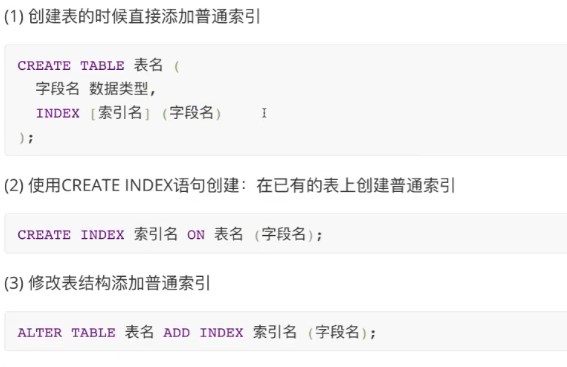 (1) 创建表的时候直接添加普通索引
CREATE TABLE 表名 (
字段名 数据类型,
INDEX [索引名] (字段名)
);
(2) 使用CREATE INDEX语句创建：在已有的表上创建普通索引
CREATE INDEX 索引名 ON 表名 (字段名);
(3) 修改表结构添加普通索引
ALTER TABLE 表名 ADD INDEX 索引名 (字段名);